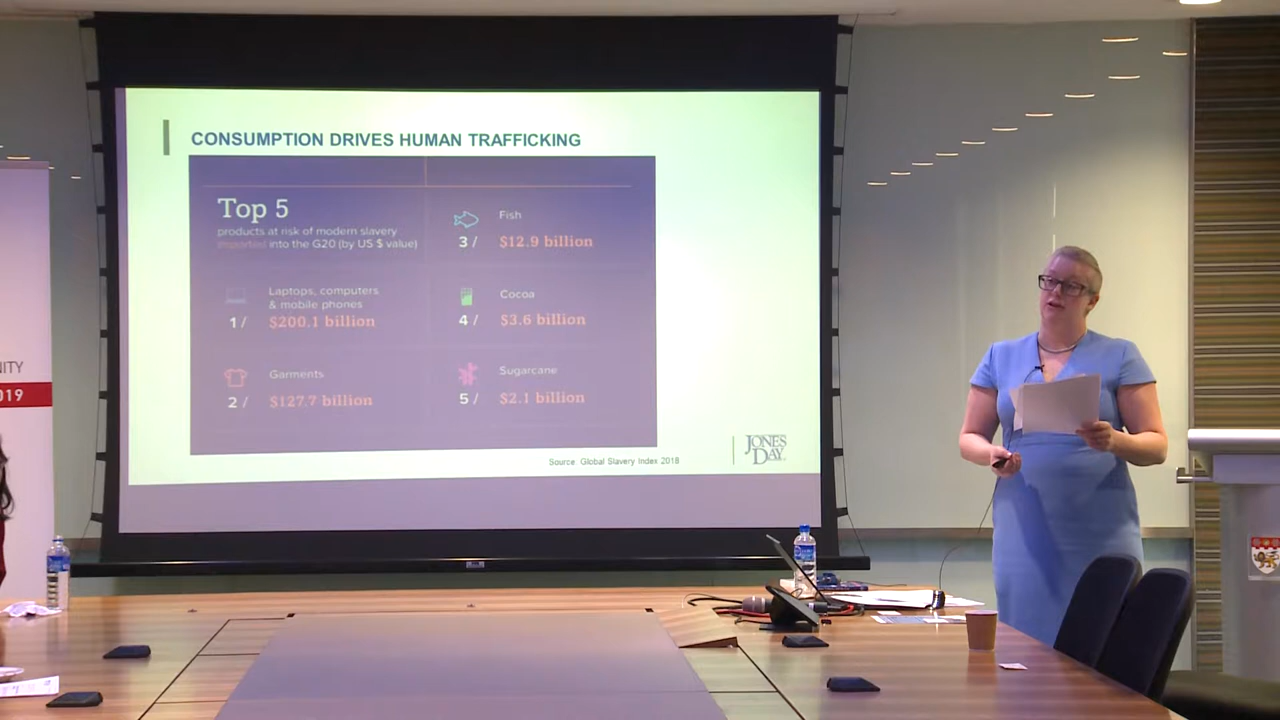 CONSUMPTION DRIVES HUMAN TRAFFICKING
Top 5
products at risk of modern slavery
imported into the G20 (by US $ value)
Laptops, computers
& mobile phones
1 / $200.1 billion
Garments
2 / $127.7 billion
Fish
3 / $12.9 billion
Cocoa
4 / $3.6 billion
Sugarcane
5 / $2.1 billion
Source: Global Slavery Index 2018
JONES
DAY
NITY
019